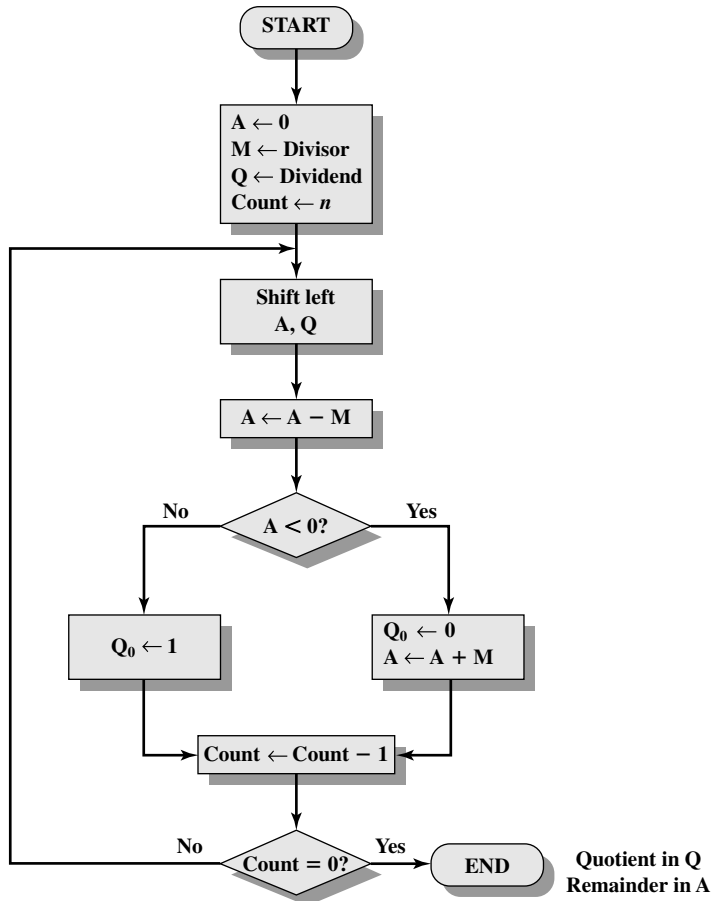 START
A ← 0
M ← Divisor
Q ← Dividend
Count ← n
Shift left
A, Q
A ← A − M
No
A < 0?
Yes
Q₀ ← 1
Q₀ ← 0
A ← A + M
Count ← Count − 1
No
Count = 0?
Yes
END
Quotient in Q
Remainder in A